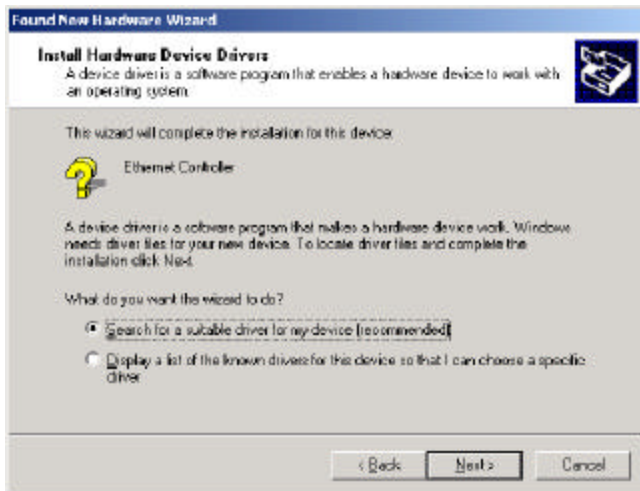 Found New Hardware Wizard
Install Hardware Device Drivers
A device driver is a software program that enables a hardware device to work with
an operating system.
This wizard will complete the installation for this device:
Ethernet Controller
A device driver is a software program that makes a hardware device work. Windows
needs driver files for your new device. To locate driver files and complete the
installation click Next.
What do you want the wizard to do?
Search for a suitable driver for my device (recommended)
Display a list of the known drivers for this device so that I can choose a specific
driver
< Back
Next >
Cancel